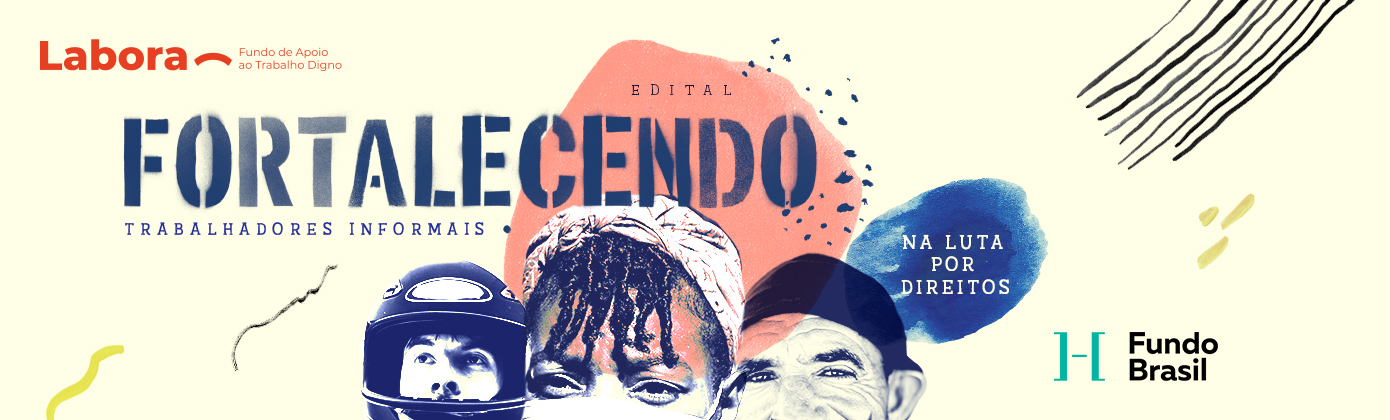 Labora
Fundo de Apoio
ao Trabalho Digno
EDITAL
FORTALECENDO
TRABALHADORES INFORMAIS
NA LUTA
POR
DIREITOS
Fundo
Brasil